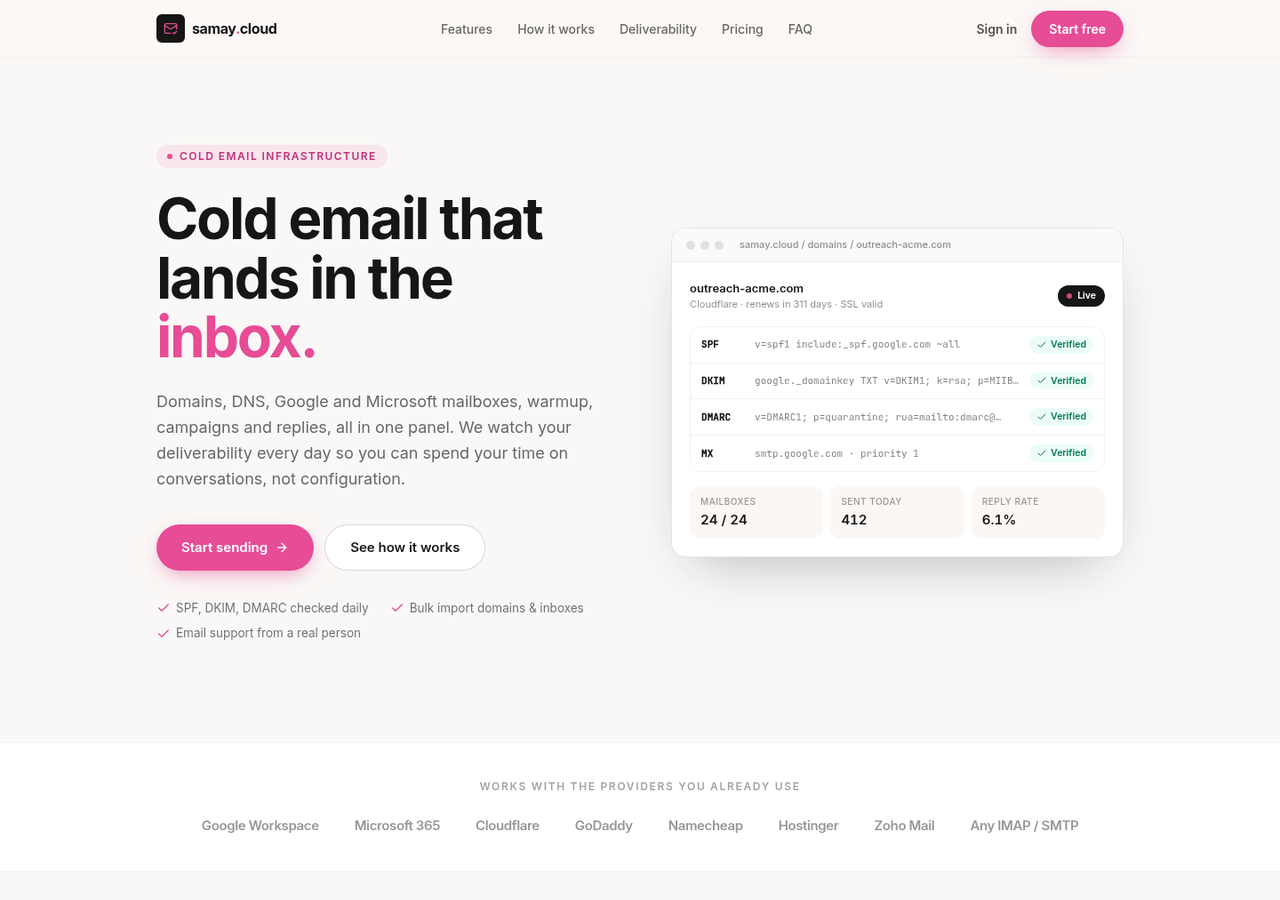 samay.cloud
Features
How it works
Deliverability
Pricing
FAQ
Sign in
Start free
COLD EMAIL INFRASTRUCTURE
Cold email that
lands in the
inbox.
Domains, DNS, Google and Microsoft mailboxes, warmup,
campaigns and replies, all in one panel. We watch your
deliverability every day so you can spend your time on
conversations, not configuration.
Start sending
See how it works
SPF, DKIM, DMARC checked daily
Bulk import domains & inboxes
Email support from a real person
samay.cloud / domains / outreach-acme.com
outreach-acme.com
Cloudflare · renews in 311 days · SSL valid
Live
SPF v=spf1 include:_spf.google.com ~all Verified
DKIM google._domainkey TXT v=DKIM1; k=rsa; p=MIIB… Verified
DMARC v=DMARC1; p=quarantine; rua=mailto:dmarc@… Verified
MX smtp.google.com · priority 1 Verified
MAILBOXES
24 / 24
SENT TODAY
412
REPLY RATE
6.1%
WORKS WITH THE PROVIDERS YOU ALREADY USE
Google Workspace
Microsoft 365
Cloudflare
GoDaddy
Namecheap
Hostinger
Zoho Mail
Any IMAP / SMTP